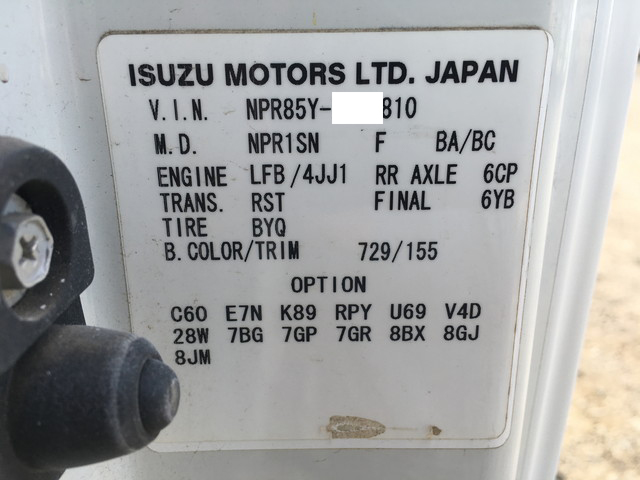 ISUZU MOTORS LTD. JAPAN
V.I.N. NPR85Y- 810
M.D. NPR1SN F BA/BC
ENGINE LFB/4JJ1 RR AXLE 6CP
TRANS. RST FINAL 6YB
TIRE BYQ
B.COLOR/TRIM 729/155
OPTION
C60 E7N K89 RPY U69 V4D
28W 7BG 7GP 7GR 8BX 8GJ
8JM